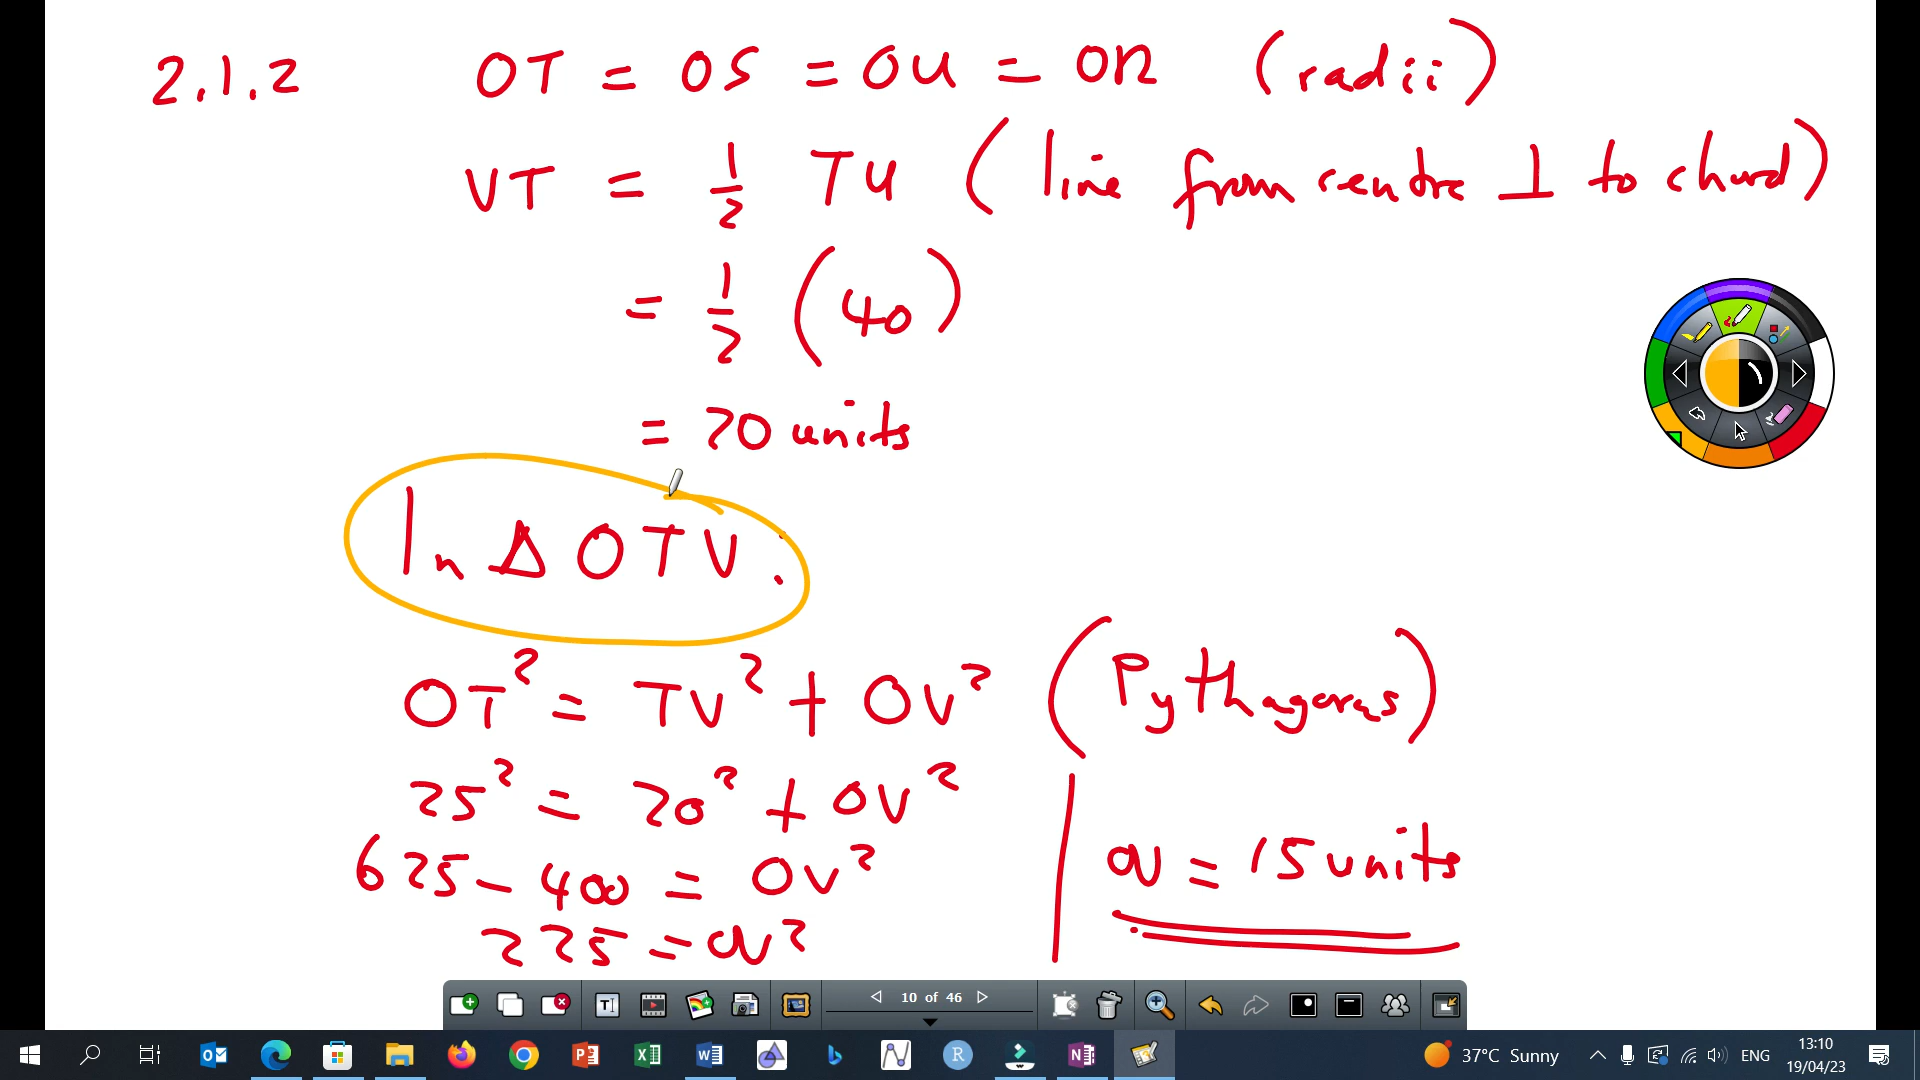 2.1.2 OT = OS = OU = OR (radii)
VT = 1/2 TU (line from centre ⊥ to chord)
= 1/2 (40)
= 20 units
In Δ OTV:
OT² = TV² + OV² (Pythagoras)
25² = 20² + OV²
625 - 400 = OV²
OV = 15 units
225 = OV²
10 of 46
37°C Sunny
ENG
13:10
19/04/23